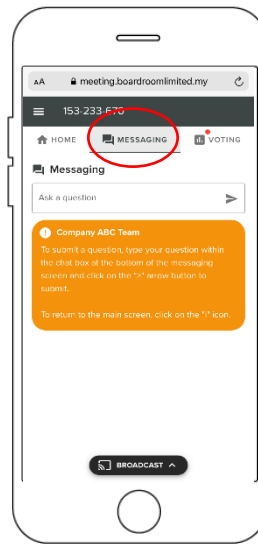 AA meeting.boardroomlimited.my
153-233-670
HOME MESSAGING VOTING
Messaging
Ask a question
Company ABC Team
To submit a question, type your question within
the chat box at the bottom of the messaging
screen and click on the ">" arrow button to
submit.
To return to the main screen, click on the "i" icon.
BROADCAST